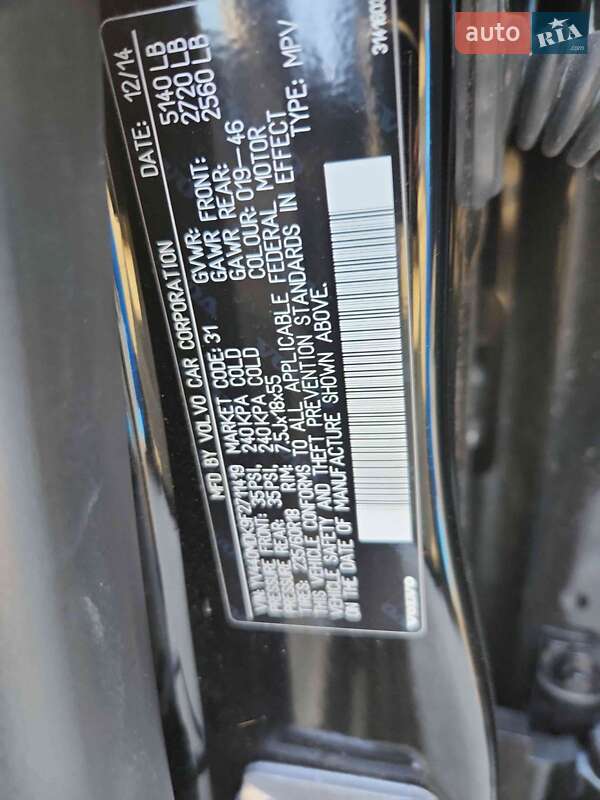 MFD BY VOLVO CAR CORPORATION DATE: 12/14
GVWR: 5140 LB
GAWR FRONT: 2720 LB
GAWR REAR: 2560 LB
MARKET CODE: 31 COLOUR: 019-46
PRESSURE FRONT: 35PSI, 240KPA COLD
PRESSURE REAR: 35PSI, 240KPA COLD
TIRES: 235/60R18 RIM: 7.5Jx18x55
THIS VEHICLE CONFORMS TO ALL APPLICABLE FEDERAL MOTOR
VEHICLE SAFETY AND THEFT PREVENTION STANDARDS IN EFFECT
ON THE DATE OF MANUFACTURE SHOWN ABOVE. TYPE: MPV
VOLVO
auto RIA .com